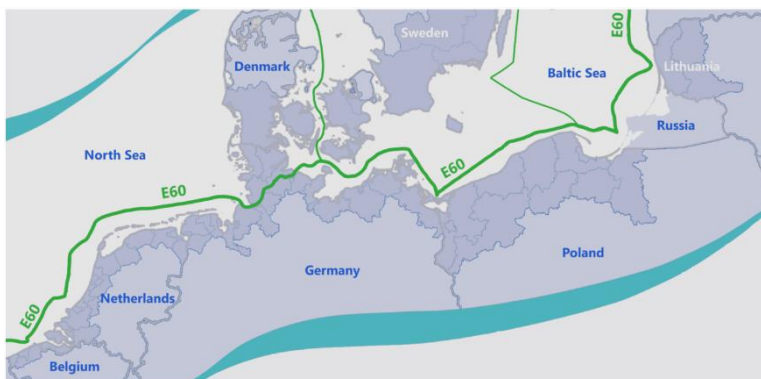 Sweden
E60
Denmark
Baltic Sea
Lithuania
Russia
North Sea
E60
E60
Poland
Germany
Netherlands
E60
Belgium